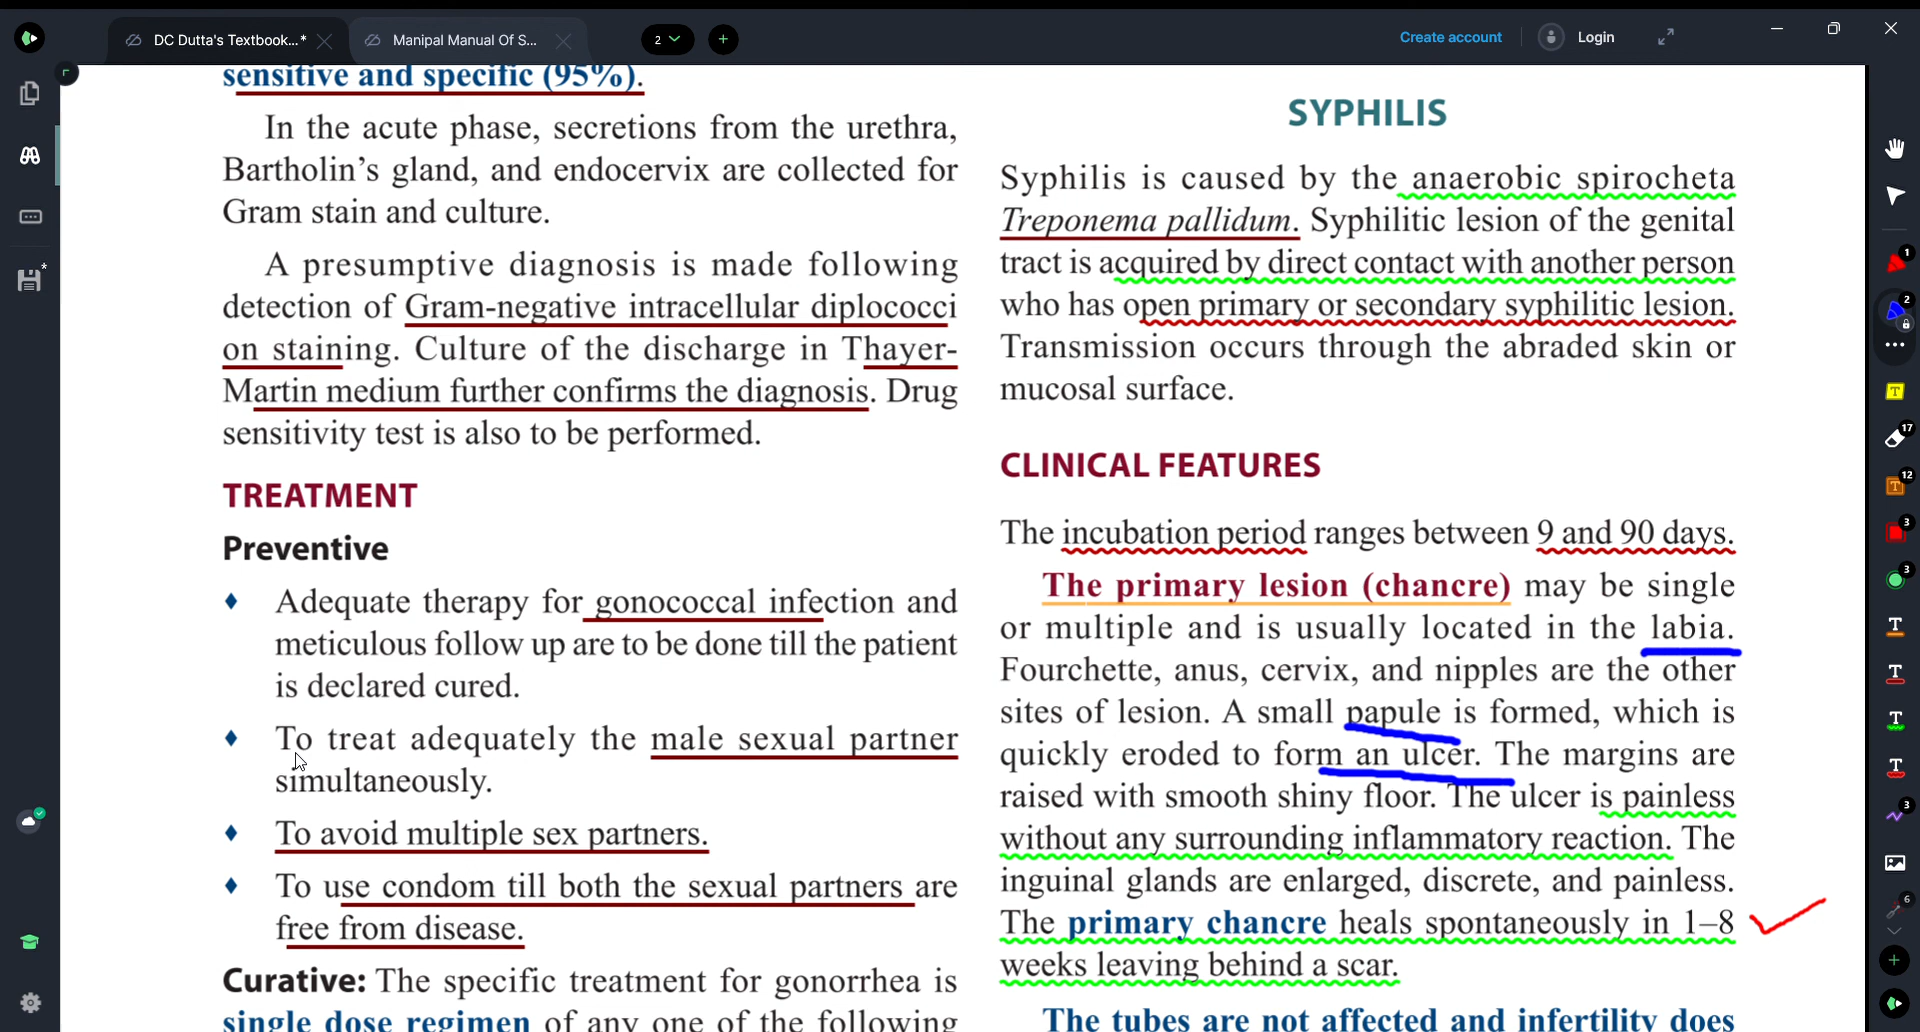 DC Dutta's Textbook...*
Manipal Manual Of S...
2
Create account
Login
sensitive and specific (95%).
In the acute phase, secretions from the urethra,
Bartholin's gland, and endocervix are collected for
Gram stain and culture.
A presumptive diagnosis is made following
detection of Gram-negative intracellular diplococci
on staining. Culture of the discharge in Thayer-
Martin medium further confirms the diagnosis. Drug
sensitivity test is also to be performed.
TREATMENT
Preventive
♦ Adequate therapy for gonococcal infection and
meticulous follow up are to be done till the patient
is declared cured.
♦ To treat adequately the male sexual partner
simultaneously.
♦ To avoid multiple sex partners.
♦ To use condom till both the sexual partners are
free from disease.
Curative: The specific treatment for gonorrhea is
single dose regimen of any one of the following
SYPHILIS
Syphilis is caused by the anaerobic spirocheta
Treponema pallidum. Syphilitic lesion of the genital
tract is acquired by direct contact with another person
who has open primary or secondary syphilitic lesion.
Transmission occurs through the abraded skin or
mucosal surface.
CLINICAL FEATURES
The incubation period ranges between 9 and 90 days.
The primary lesion (chancre) may be single
or multiple and is usually located in the labia.
Fourchette, anus, cervix, and nipples are the other
sites of lesion. A small papule is formed, which is
quickly eroded to form an ulcer. The margins are
raised with smooth shiny floor. The ulcer is painless
without any surrounding inflammatory reaction. The
inguinal glands are enlarged, discrete, and painless.
The primary chancre heals spontaneously in 1–8
weeks leaving behind a scar.
The tubes are not affected and infertility does
1
2
T
17
T
12
3
3
T
T
T
T
3
6